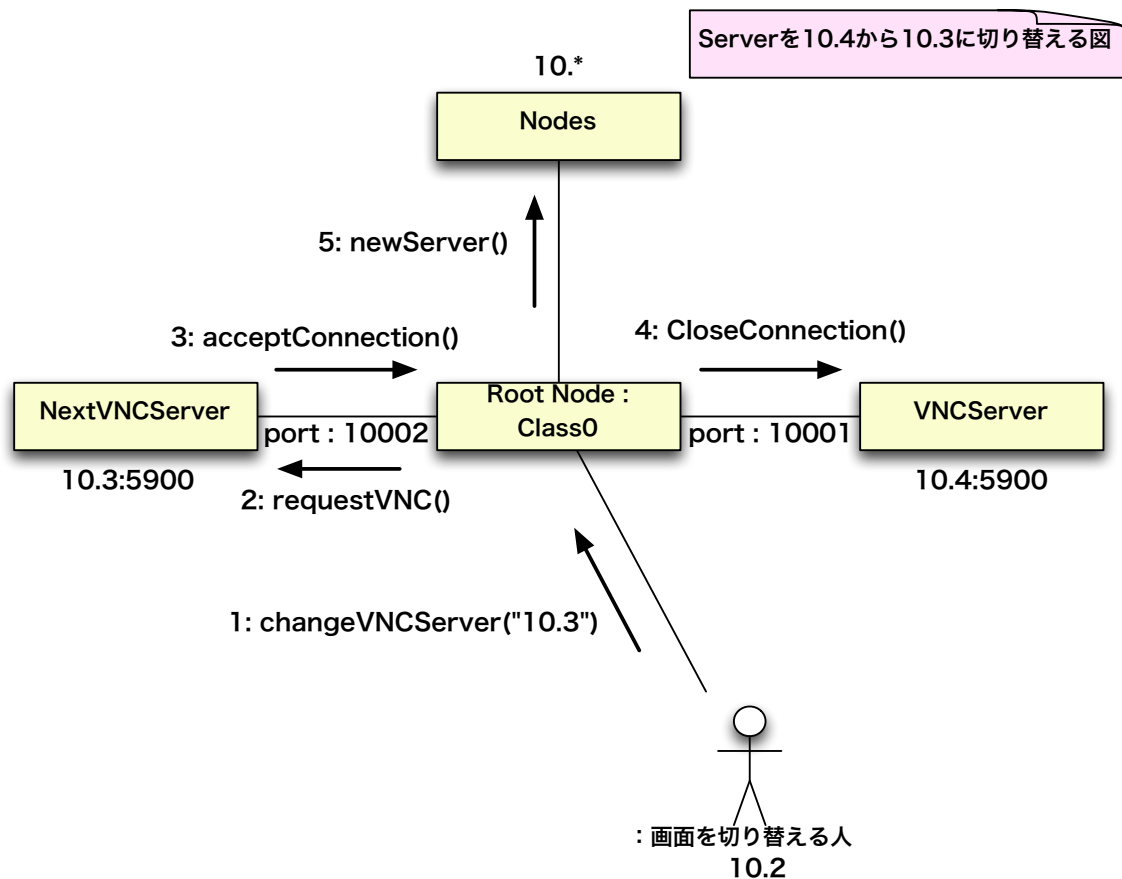 Serverを10.4から10.3に切り替える図
10.*
Nodes
5: newServer()
3: acceptConnection()
4: CloseConnection()
NextVNCServer
Root Node :
Class0
VNCServer
port : 10002
port : 10001
10.3:5900
10.4:5900
2: requestVNC()
1: changeVNCServer("10.3")
：画面を切り替える人
10.2